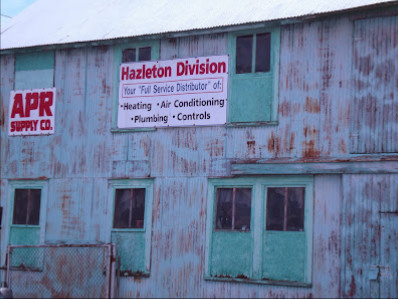 APR
SUPPLY CO.
Hazleton Division
Your "Full Service Distributor" of:
•Heating •Air Conditioning
•Plumbing •Controls